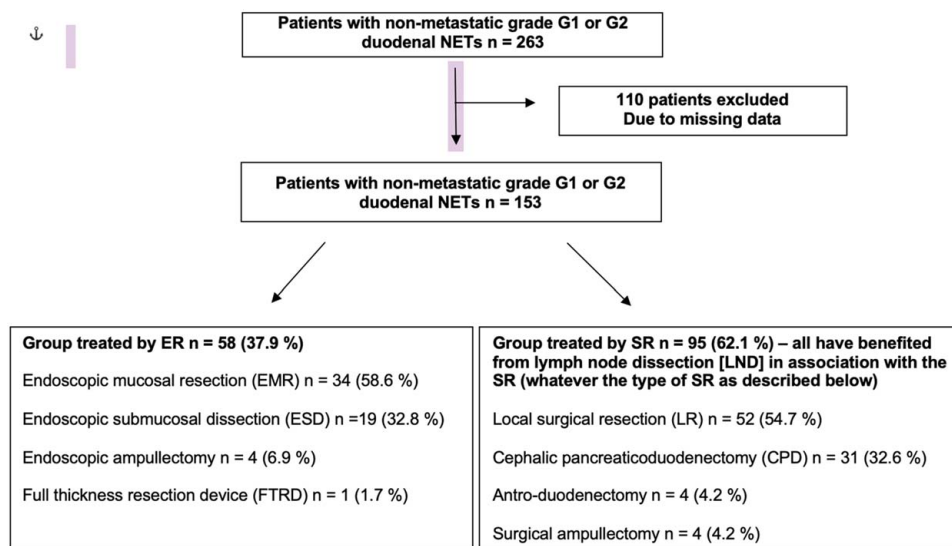 Patients with non-metastatic grade G1 or G2
duodenal NETs n = 263
110 patients excluded
Due to missing data
Patients with non-metastatic grade G1 or G2
duodenal NETs n = 153
Group treated by ER n = 58 (37.9 %)
Endoscopic mucosal resection (EMR) n = 34 (58.6 %)
Endoscopic submucosal dissection (ESD) n =19 (32.8 %)
Endoscopic ampullectomy n = 4 (6.9 %)
Full thickness resection device (FTRD) n = 1 (1.7 %)
Group treated by SR n = 95 (62.1 %) – all have benefited
from lymph node dissection [LND] in association with the
SR (whatever the type of SR as described below)
Local surgical resection (LR) n = 52 (54.7 %)
Cephalic pancreaticoduodenectomy (CPD) n = 31 (32.6 %)
Antro-duodenectomy n = 4 (4.2 %)
Surgical ampullectomy n = 4 (4.2 %)